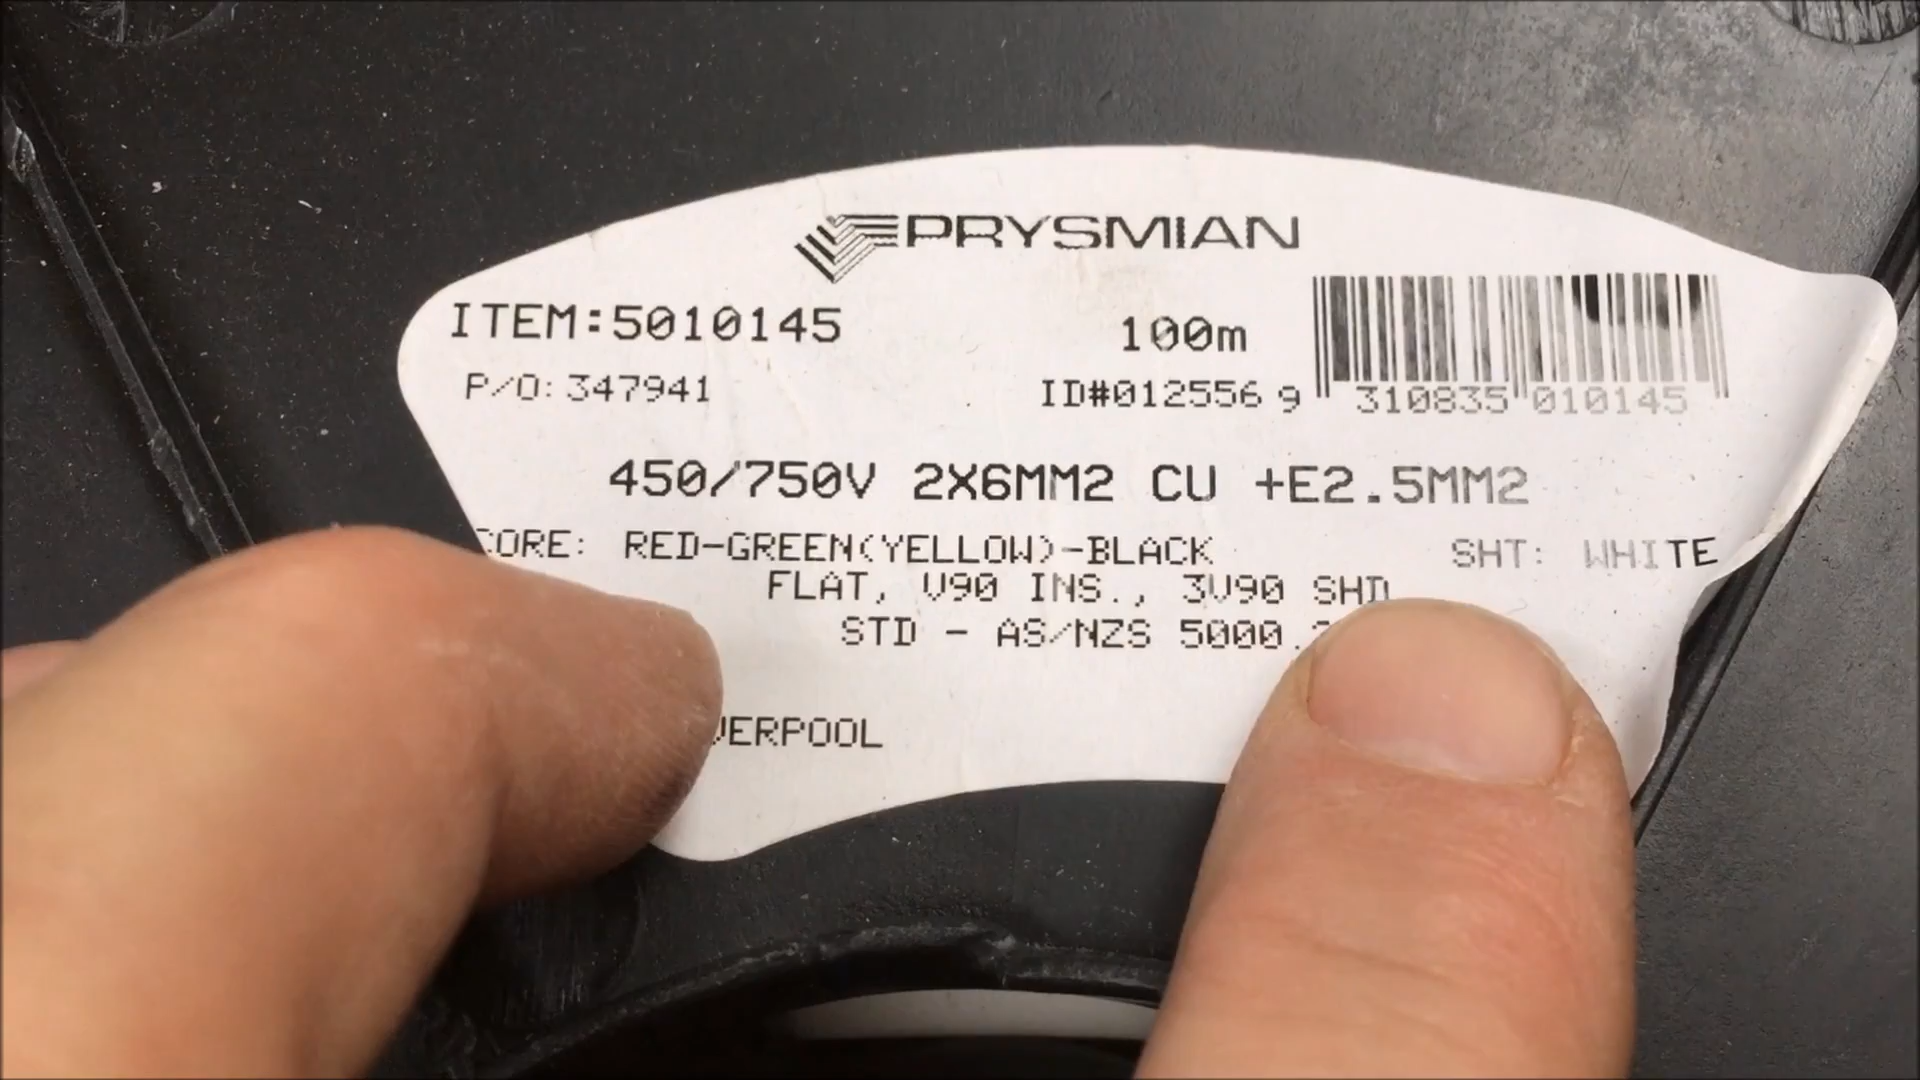 PRYSMIAN
ITEM:5010145
100m
P/O: 347941
ID#012556
9 310835 010145
450/750V 2X6MM2 CU +E2.5MM2
CORE: RED-GREEN(YELLOW)-BLACK
SHT: WHITE
FLAT, V90 INS., 3V90 SHD
STD - AS/NZS 5000.
VERPOOL